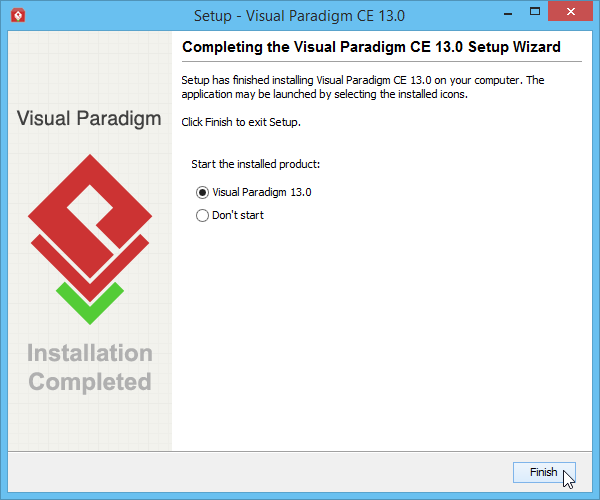 Setup - Visual Paradigm CE 13.0
Completing the Visual Paradigm CE 13.0 Setup Wizard
Setup has finished installing Visual Paradigm CE 13.0 on your computer. The
application may be launched by selecting the installed icons.
Click Finish to exit Setup.
Start the installed product:
Visual Paradigm 13.0
Don't start
Visual Paradigm
Installation
Completed
Finish